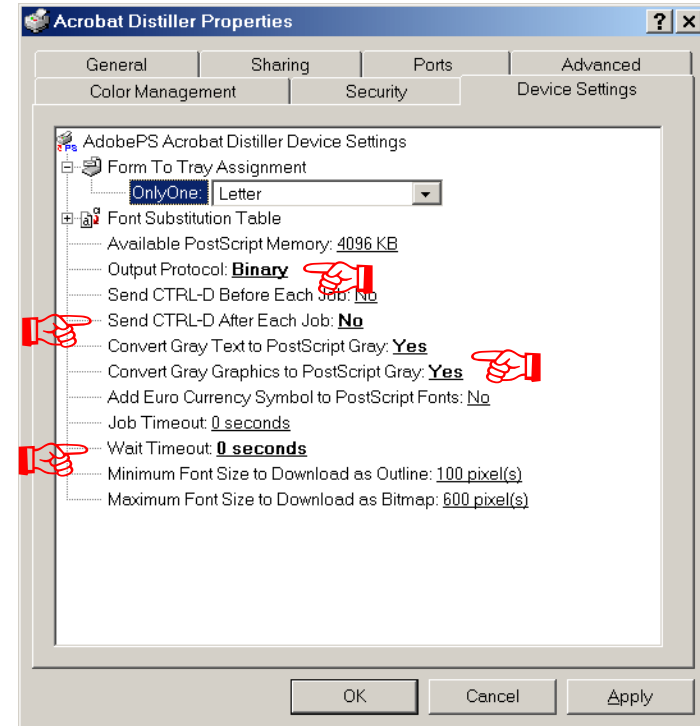 Acrobat Distiller Properties
General Sharing Ports Advanced
Color Management Security Device Settings
AdobePS Acrobat Distiller Device Settings
Form To Tray Assignment
OnlyOne: Letter
Font Substitution Table
Available PostScript Memory: 4096 KB
Output Protocol: Binary
Send CTRL-D Before Each Job: No
Send CTRL-D After Each Job: No
Convert Gray Text to PostScript Gray: Yes
Convert Gray Graphics to PostScript Gray: Yes
Add Euro Currency Symbol to PostScript Fonts: No
Job Timeout: 0 seconds
Wait Timeout: 0 seconds
Minimum Font Size to Download as Outline: 100 pixel(s)
Maximum Font Size to Download as Bitmap: 600 pixel(s)
OK Cancel Apply